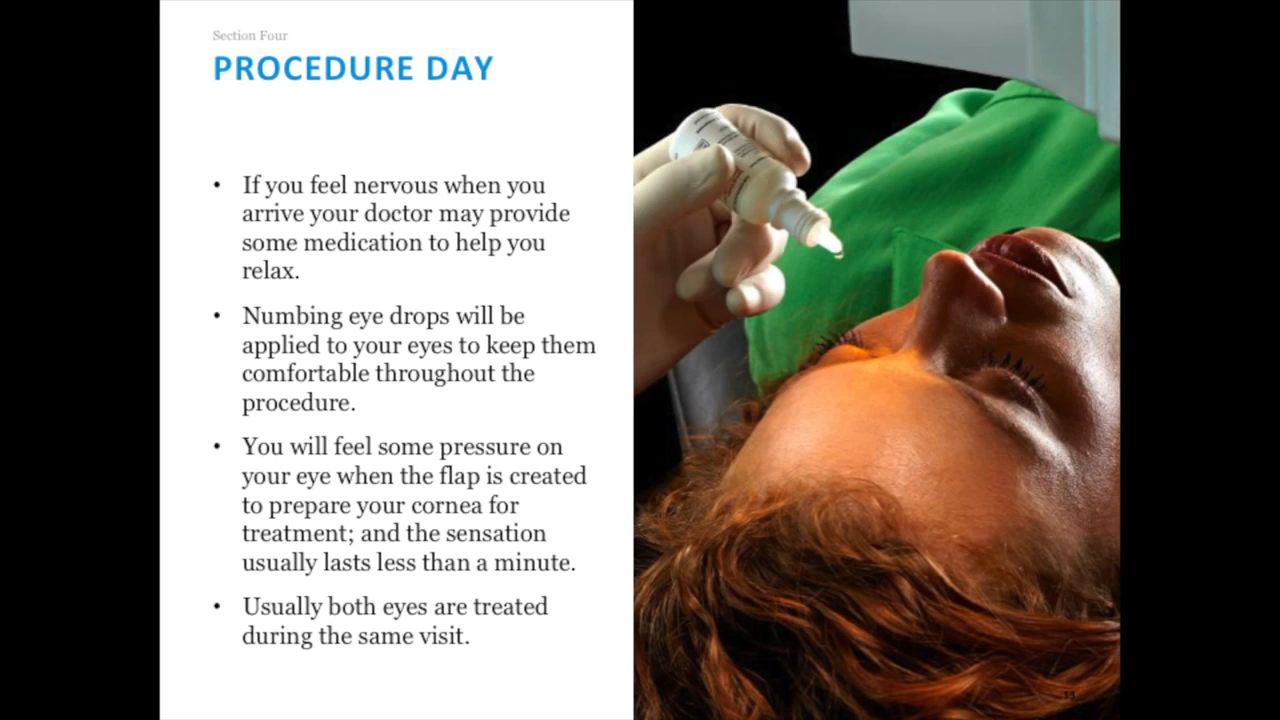 Section Four
PROCEDURE DAY
• If you feel nervous when you
arrive your doctor may provide
some medication to help you
relax.
• Numbing eye drops will be
applied to your eyes to keep them
comfortable throughout the
procedure.
• You will feel some pressure on
your eye when the flap is created
to prepare your cornea for
treatment; and the sensation
usually lasts less than a minute.
• Usually both eyes are treated
during the same visit.
13